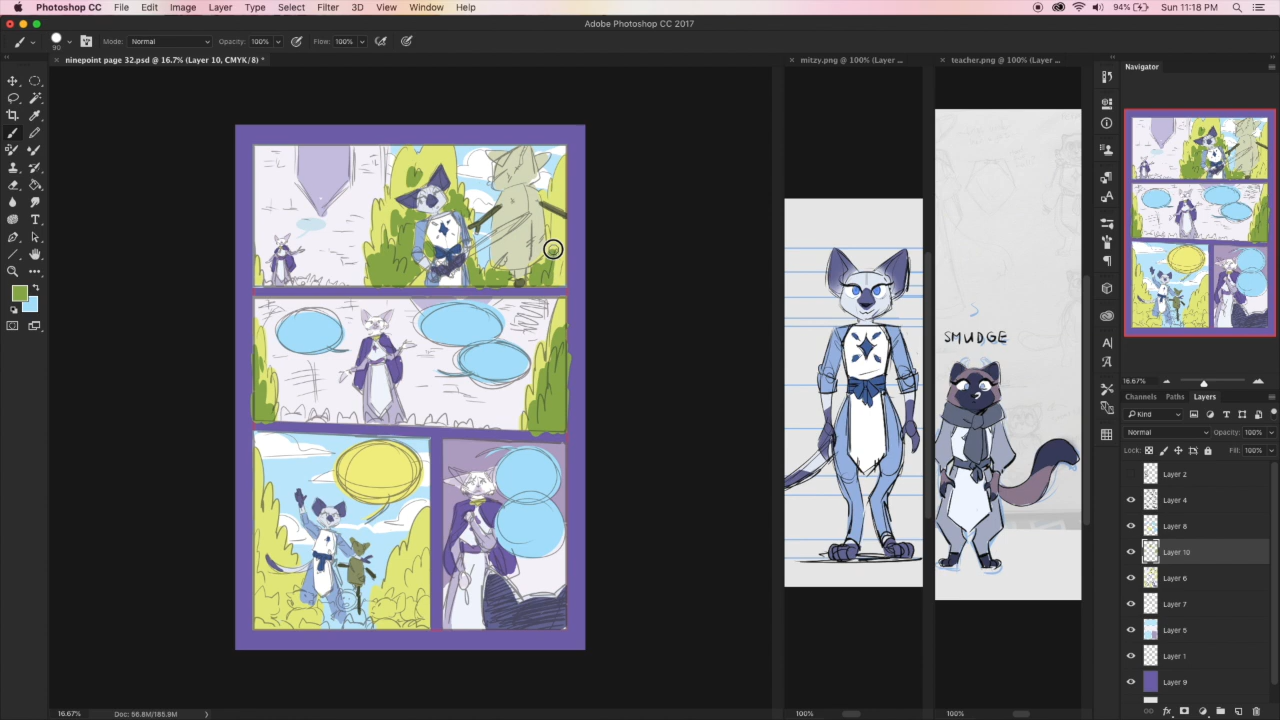 Photoshop CC File Edit Image Layer Type Select Filter 3D View Window Help 94% Sun 11:18 PM
Adobe Photoshop CC 2017
90 Mode: Normal Opacity: 100% Flow: 100%
ninepoint page 32.psd @ 16.7% (Layer 10, CMYK/8) * mitzy.png @ 100% (Layer ... teacher.png @ 100% (Layer ... Navigator
SMUDGE
16.67%
Channels Paths Layers
Kind
Normal Opacity: 100%
Lock: Fill: 100%
Layer 2
Layer 4
Layer 8
Layer 10
Layer 6
Layer 7
Layer 5
Layer 1
Layer 9
16.67% Doc: 56.8M/185.9M 100% 100%